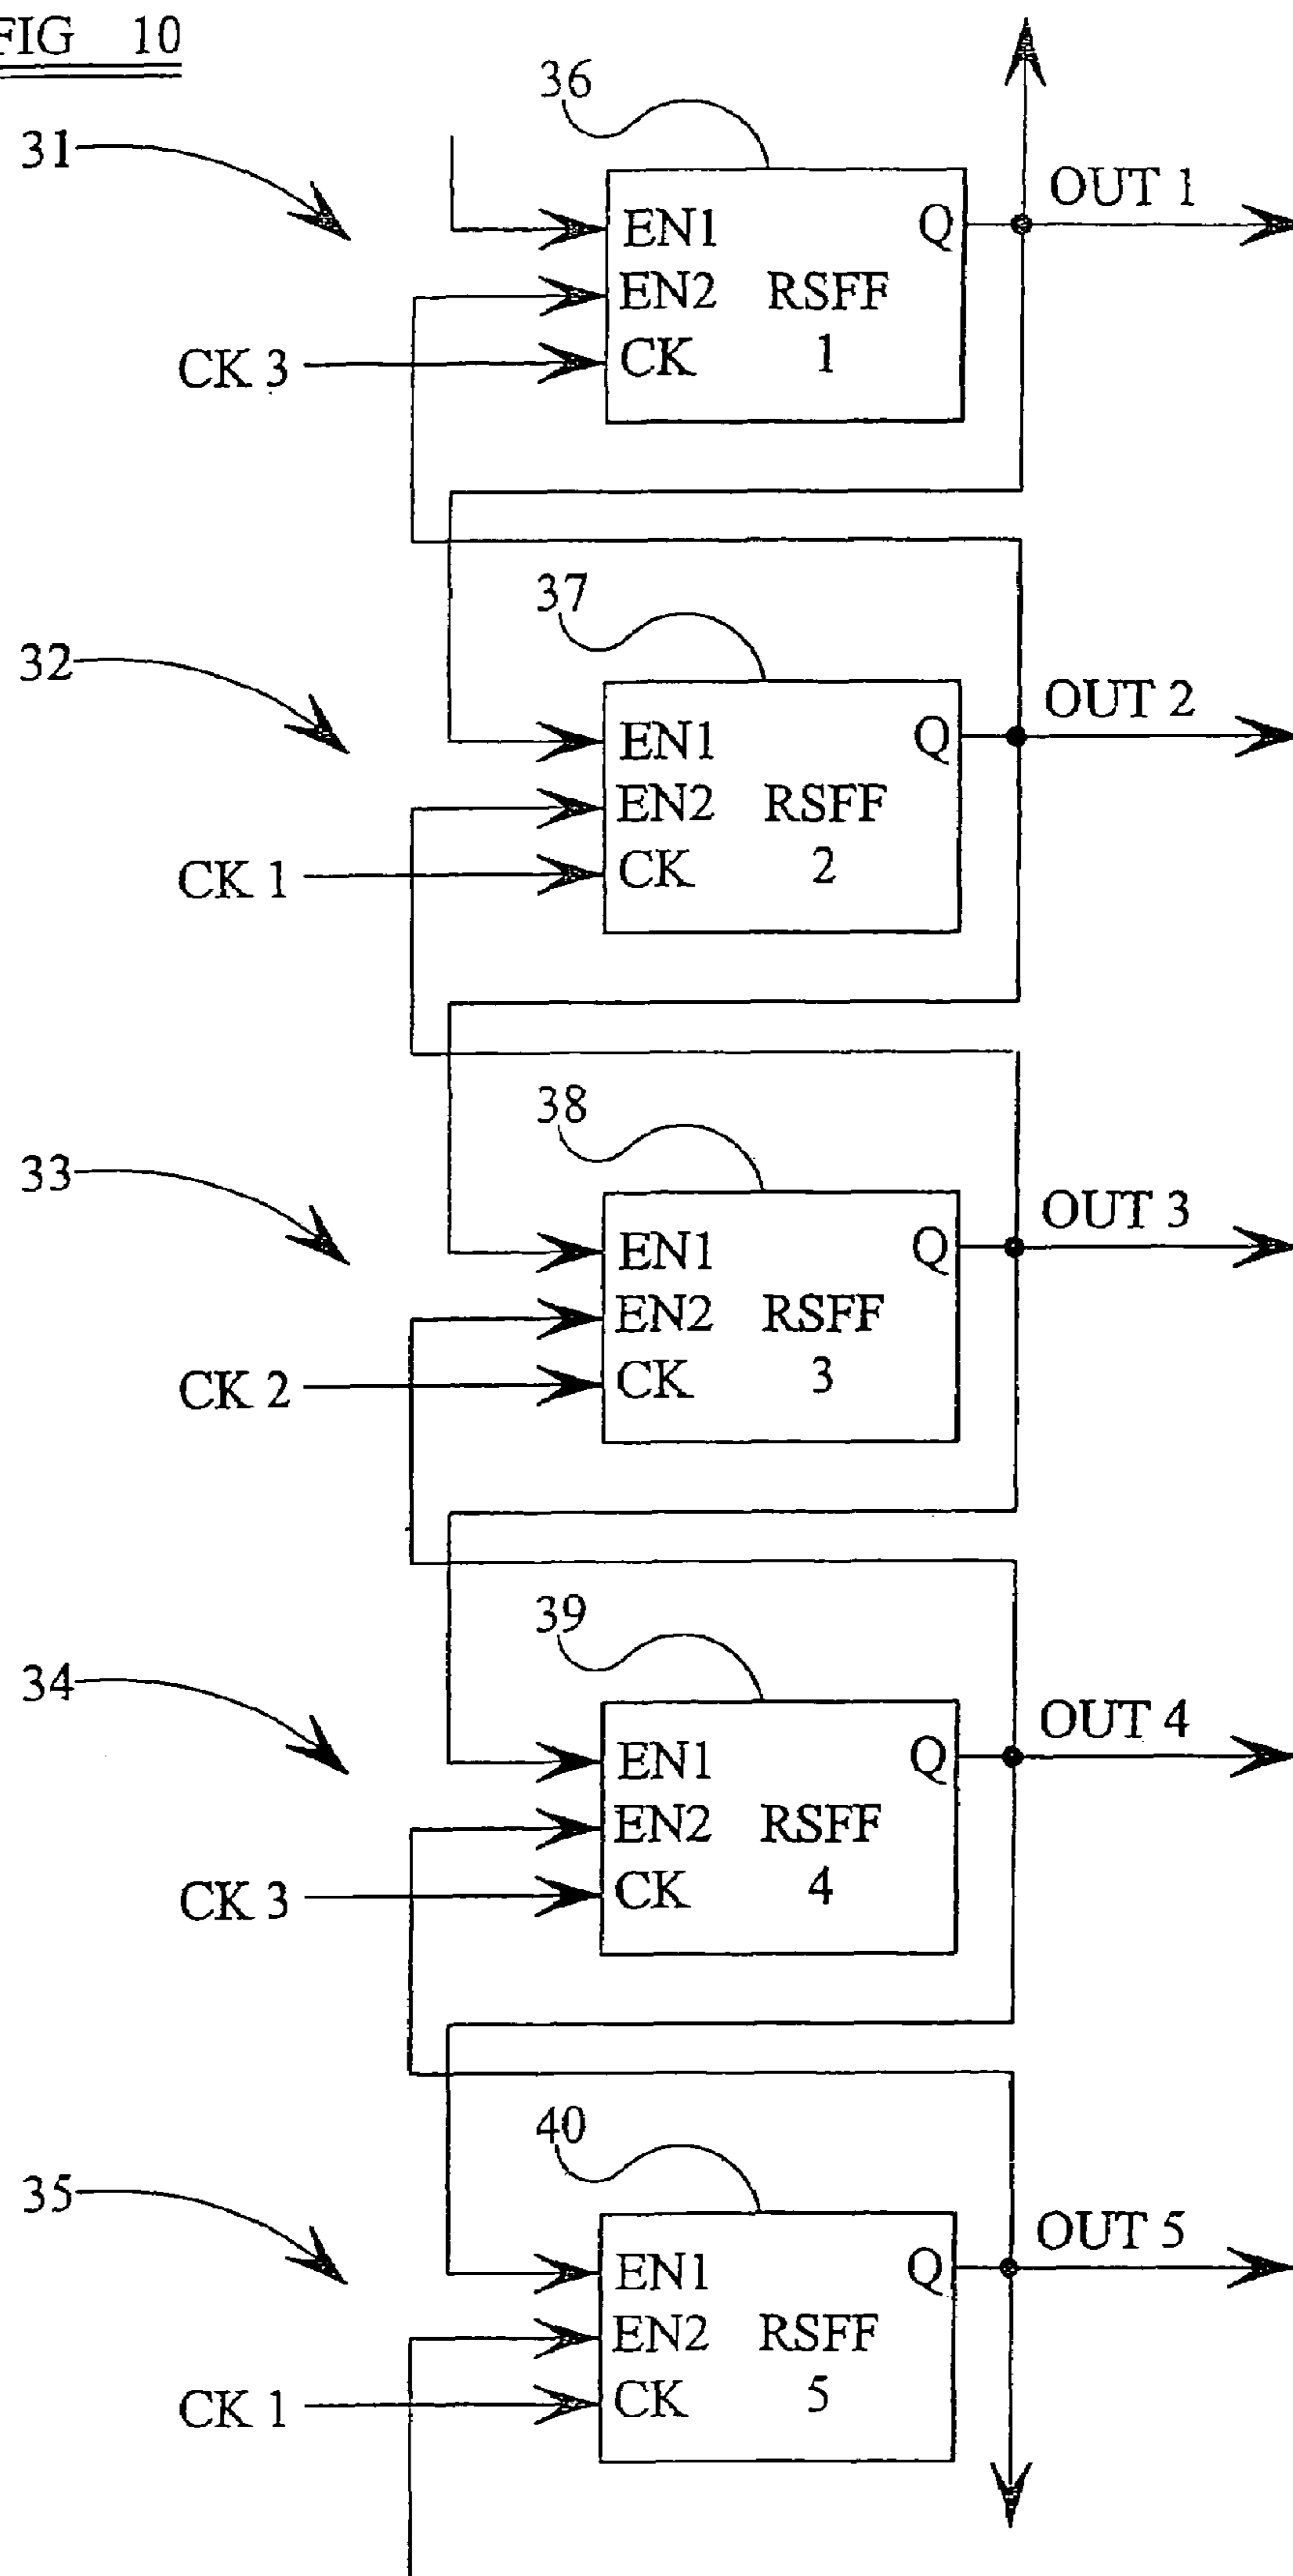 FIG 10
36
31
OUT 1
EN1 Q
EN2 RSFF
CK 3
CK 1
37
32
OUT 2
EN1 Q
EN2 RSFF
CK 1
CK 2
38
33
OUT 3
EN1 Q
EN2 RSFF
CK 2
CK 3
39
34
OUT 4
EN1 Q
EN2 RSFF
CK 3
CK 4
40
35
OUT 5
EN1 Q
EN2 RSFF
CK 1
CK 5